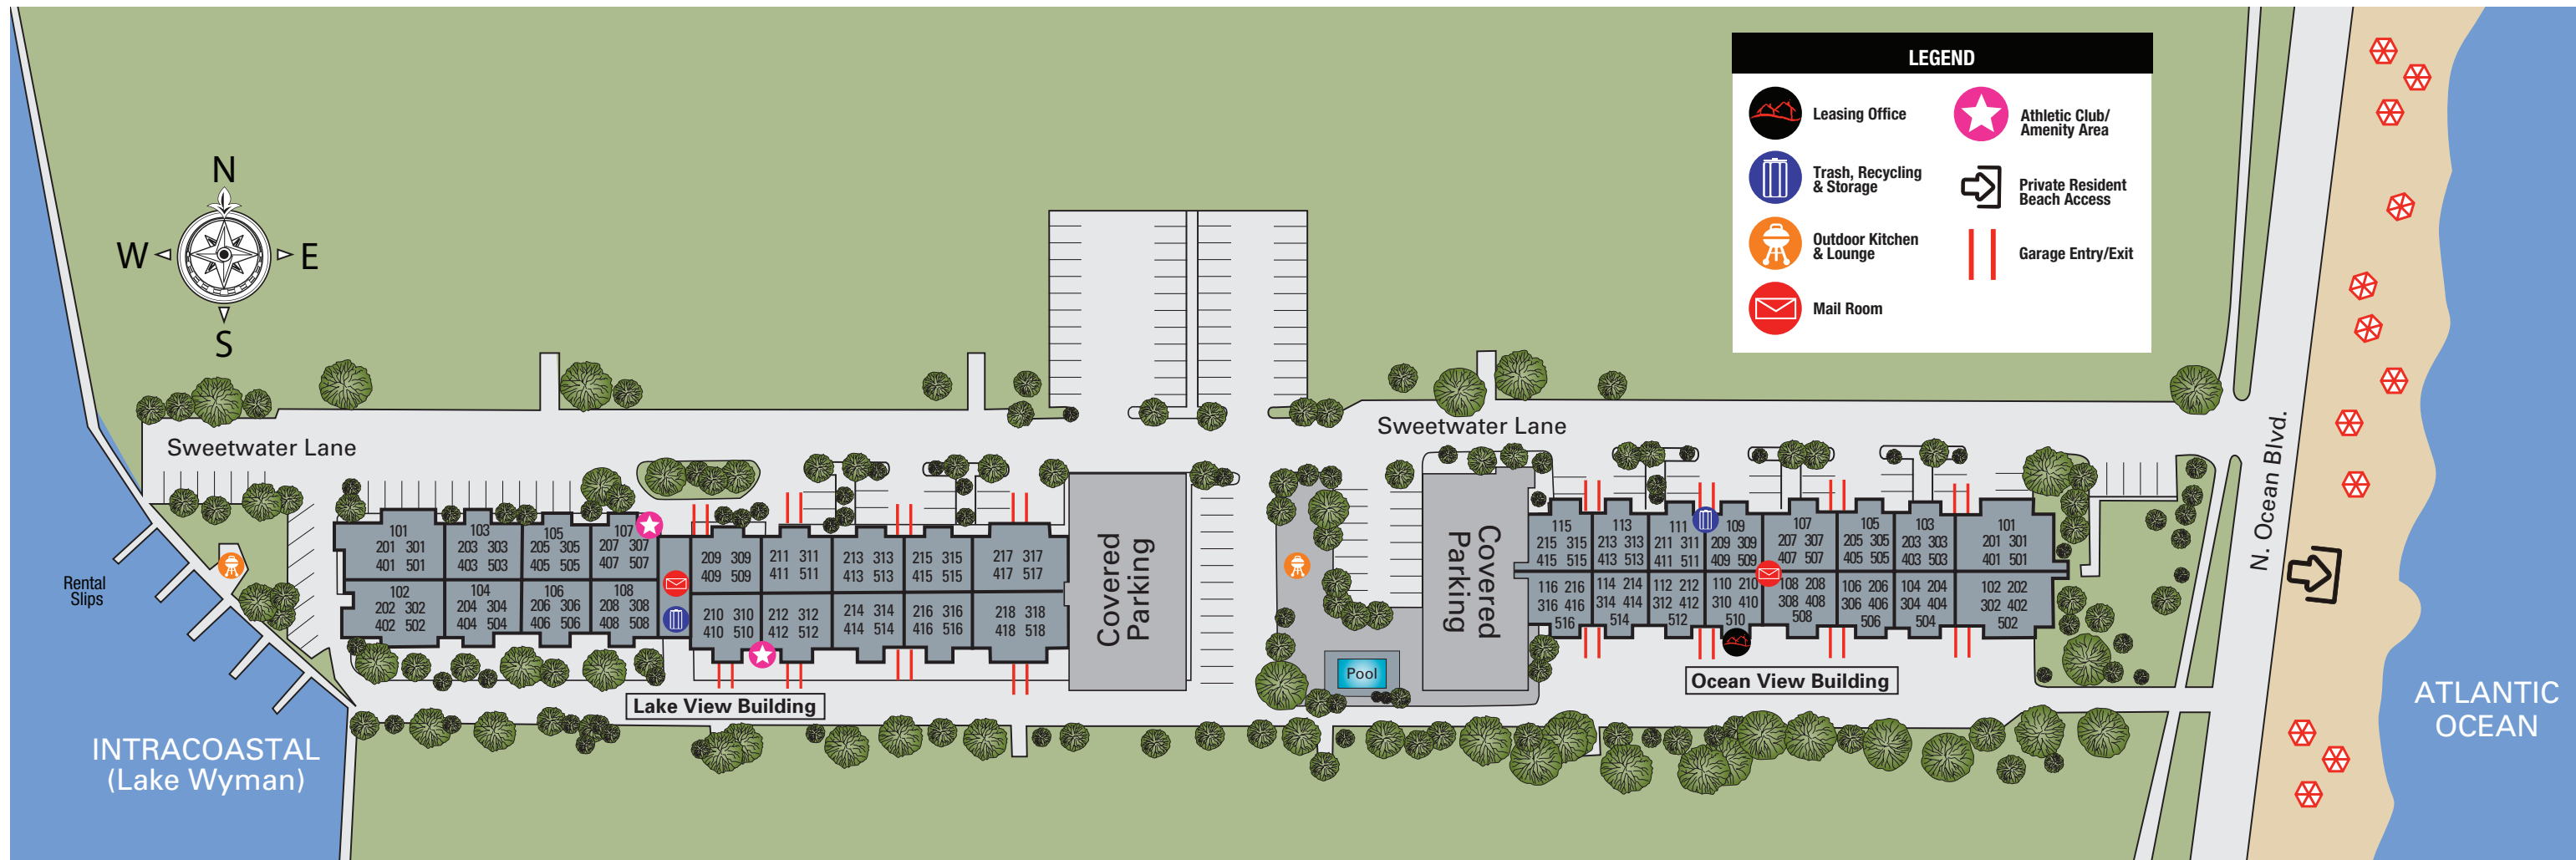 LEGEND
Leasing Office
Trash, Recycling
& Storage
Outdoor Kitchen
& Lounge
Mail Room
Athletic Club/
Amenity Area
Private Resident
Beach Access
Garage Entry/Exit
N
W
E
S
Sweetwater Lane
Sweetwater Lane
N. Ocean Blvd.
Rental
Slips
101
201 301
401 501
103
203 303
403 503
105
205 305
405 505
107
207 307
407 507
209 309
409 509
211 311
411 511
213 313
413 513
215 315
415 515
217 317
417 517
102
202 302
402 502
104
204 304
404 504
106
206 306
406 506
108
208 308
408 508
210 310
410 510
212 312
412 512
214 314
414 514
216 316
416 516
218 318
418 518
Covered
Parking
Covered
Parking
115
215 315
415 515
113
213 313
413 513
111
211 311
411 511
109
209 309
409 509
107
207 307
407 507
105
205 305
405 505
103
203 303
403 503
101
201 301
401 501
116 216
316 416
516
114 214
314 414
514
112 212
312 412
512
110 210
310 410
510
108 208
308 408
508
106 206
306 406
506
104 204
304 404
504
102 202
302 402
502
Pool
Lake View Building
Ocean View Building
INTRACOASTAL
(Lake Wyman)
ATLANTIC
OCEAN